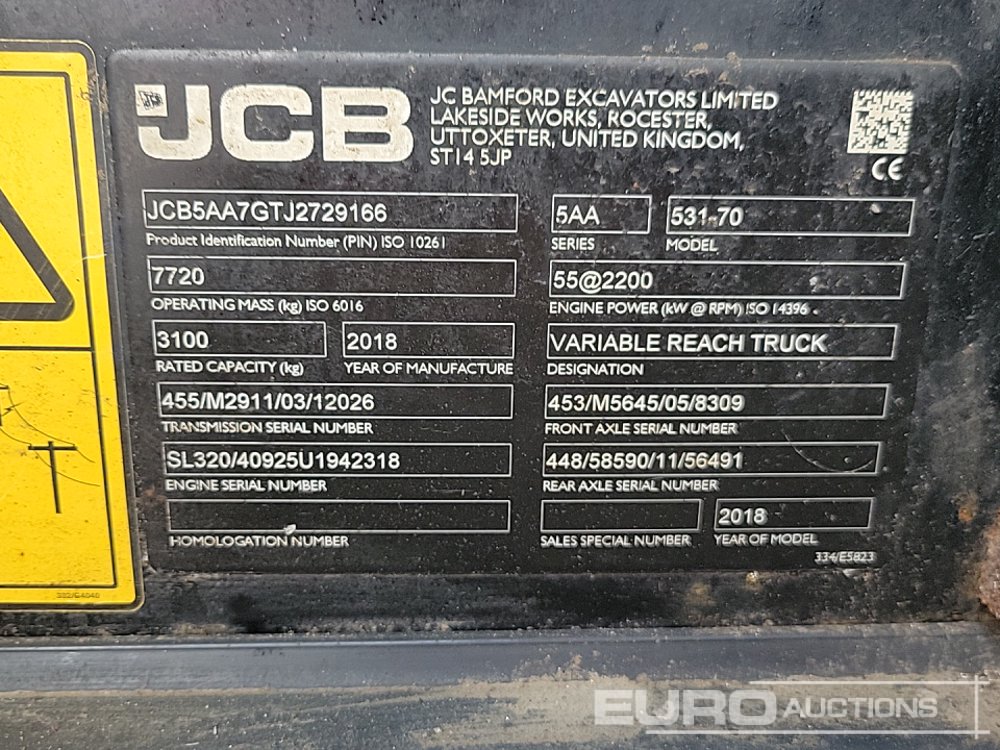 JCB
JC BAMFORD EXCAVATORS LIMITED
LAKESIDE WORKS, ROCESTER,
UTTOXETER, UNITED KINGDOM,
ST14 5JP
CE
JCB5AA7GTJ2729166
Product Identification Number (PIN) ISO 10261
5AA
SERIES
531-70
MODEL
7720
OPERATING MASS (kg) ISO 6016
55@2200
ENGINE POWER (kW @ RPM) ISO 14396
3100
RATED CAPACITY (kg)
2018
YEAR OF MANUFACTURE
VARIABLE REACH TRUCK
DESIGNATION
455/M2911/03/12026
TRANSMISSION SERIAL NUMBER
453/M5645/05/8309
FRONT AXLE SERIAL NUMBER
SL320/40925U1942318
ENGINE SERIAL NUMBER
448/58590/11/56491
REAR AXLE SERIAL NUMBER
HOMOLOGATION NUMBER
SALES SPECIAL NUMBER
2018
YEAR OF MODEL
334/E5823
332/G4040
EURO AUCTIONS